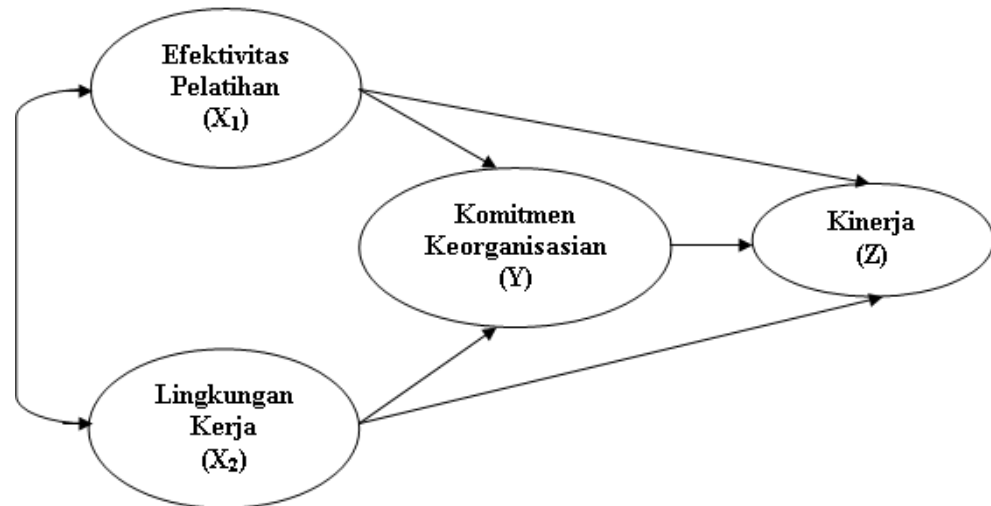 Efektivitas
Pelatihan
(X₁)
Komitmen
Keorganisasian
(Y)
Kinerja
(Z)
Lingkungan
Kerja
(X₂)